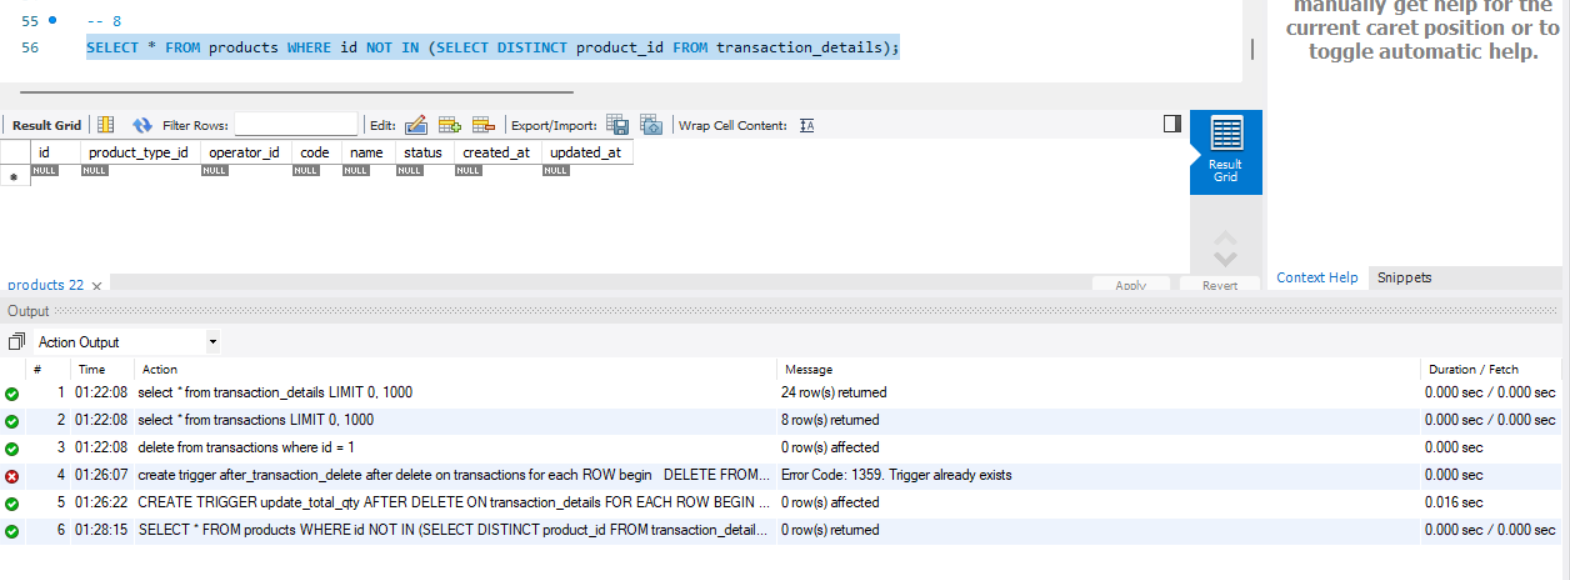 55 -- 8
manually get help for the
56 SELECT * FROM products WHERE id NOT IN (SELECT DISTINCT product_id FROM transaction_details);
current caret position or to
toggle automatic help.
Result Grid Filter Rows: Edit: Export/Import: Wrap Cell Content:
id product_type_id operator_id code name status created_at updated_at
* NULL NULL NULL NULL NULL NULL NULL NULL
Result
Grid
products 22 Apply Revert
Context Help Snippets
Output
Action Output
# Time Action Message Duration / Fetch
1 01:22:08 select * from transaction_details LIMIT 0, 1000 24 row(s) returned 0.000 sec / 0.000 sec
2 01:22:08 select * from transactions LIMIT 0, 1000 8 row(s) returned 0.000 sec / 0.000 sec
3 01:22:08 delete from transactions where id = 1 0 row(s) affected 0.000 sec
4 01:26:07 create trigger after_transaction_delete after delete on transactions for each ROW begin DELETE FROM... Error Code: 1359. Trigger already exists 0.000 sec
5 01:26:22 CREATE TRIGGER update_total_qty AFTER DELETE ON transaction_details FOR EACH ROW BEGIN ... 0 row(s) affected 0.016 sec
6 01:28:15 SELECT * FROM products WHERE id NOT IN (SELECT DISTINCT product_id FROM transaction_detail... 0 row(s) returned 0.000 sec / 0.000 sec